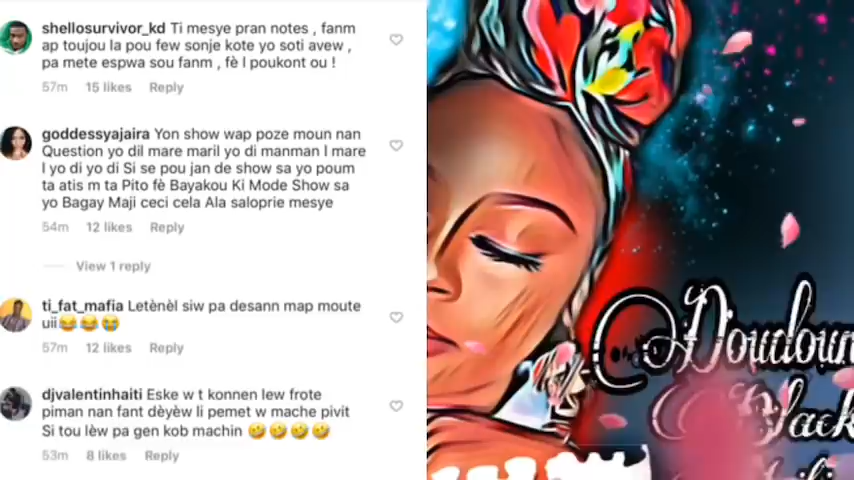 shellosurvivor_kd Ti mesye pran notes , fanm
ap toujou la pou few sonje kote yo soti avew ,
pa mete espwa sou fanm , fè l poukont ou !
57m 15 likes Reply
goddessyajaira Yon show wap poze moun nan
Question yo dil mare maril yo di manman l mare
l yo di yo di Si se pou jan de show sa yo poum
ta atis m ta Pito fè Bayakou Ki Mode Show sa
yo Bagay Maji ceci cela Ala saloprie mesye
54m 12 likes Reply
View 1 reply
ti_fat_mafia Letènèl siw pa desann map moute
uii😂😂😭
57m 12 likes Reply
djvalentinhaiti Eske w t konnen lew frote
piman nan fant dèyèw li pemet w mache pivit
Si tou lèw pa gen kob machin 🤣🤣🤣🤣
53m 8 likes Reply
Doudoun
Black